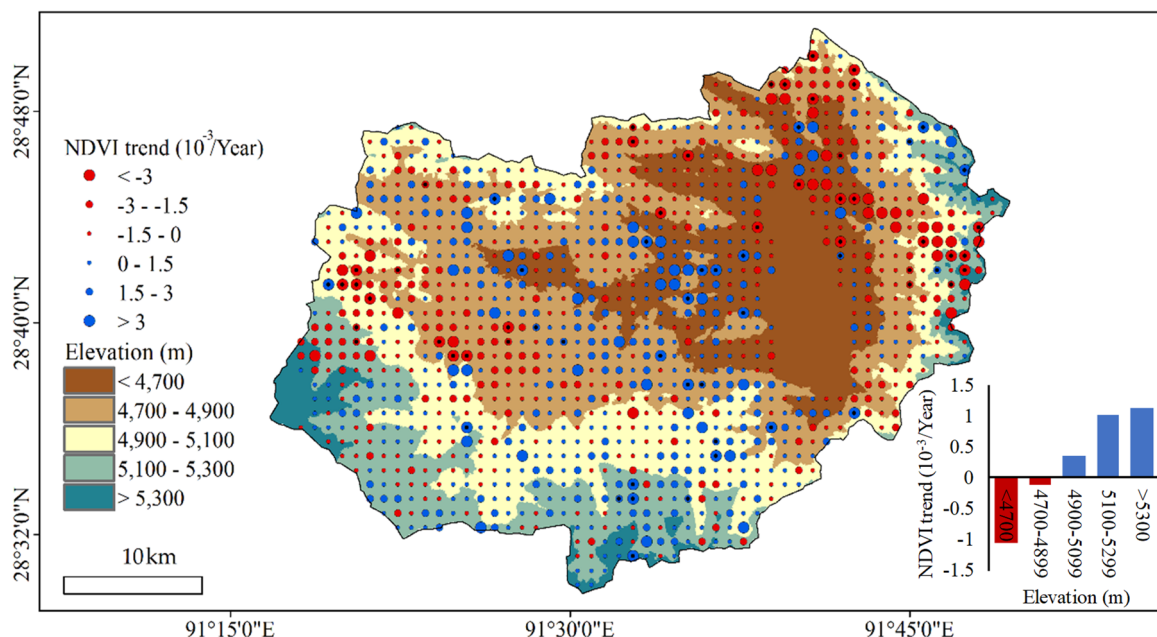 28°48'0"N
28°40'0"N
28°32'0"N
NDVI trend (10⁻³/Year)
< -3
-3 - -1.5
-1.5 - 0
0 - 1.5
1.5 - 3
> 3
Elevation (m)
< 4,700
4,700 - 4,900
4,900 - 5,100
5,100 - 5,300
> 5,300
10 km
91°15'0"E
91°30'0"E
91°45'0"E
NDVI trend (10⁻³/Year)
1.5
1
0.5
0
-0.5
-1
-1.5
<4700
4700-4899
4900-5099
5100-5299
>5300
Elevation (m)